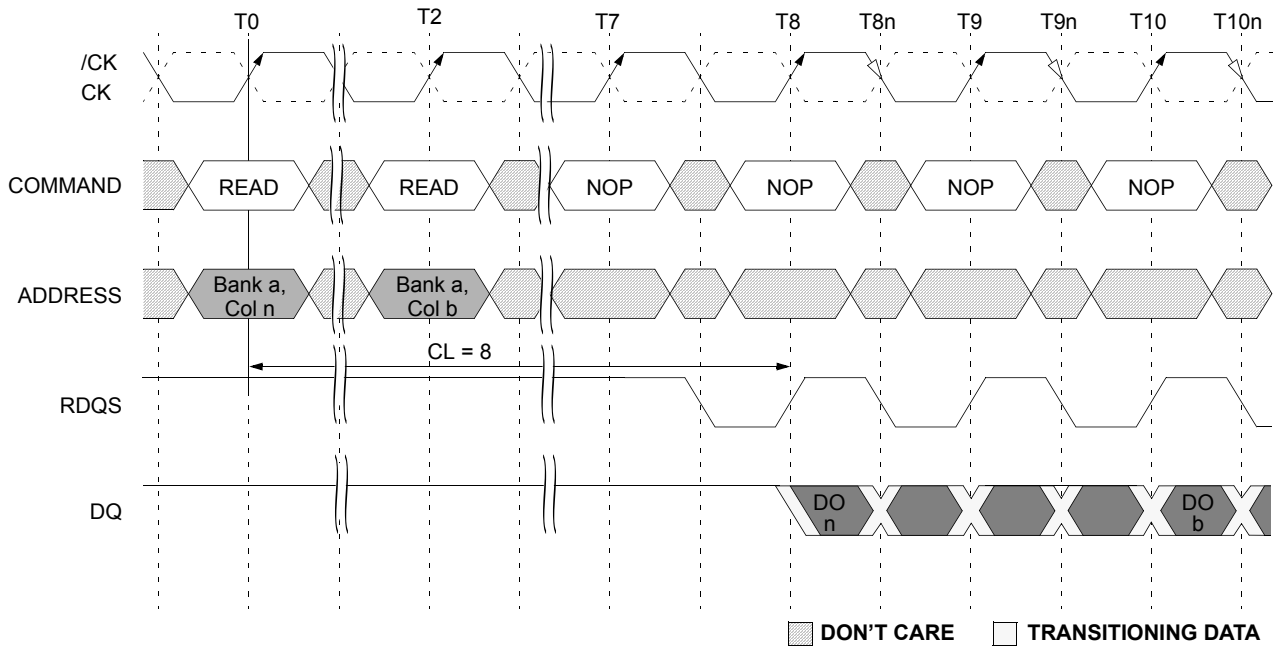 T0 T2 T7 T8 T8n T9 T9n T10 T10n
/CK
CK
COMMAND READ READ NOP NOP NOP NOP
ADDRESS Bank a, Bank a,
Col n Col b
CL = 8
RDQS
DQ DO DO
n b
DON'T CARE TRANSITIONING DATA